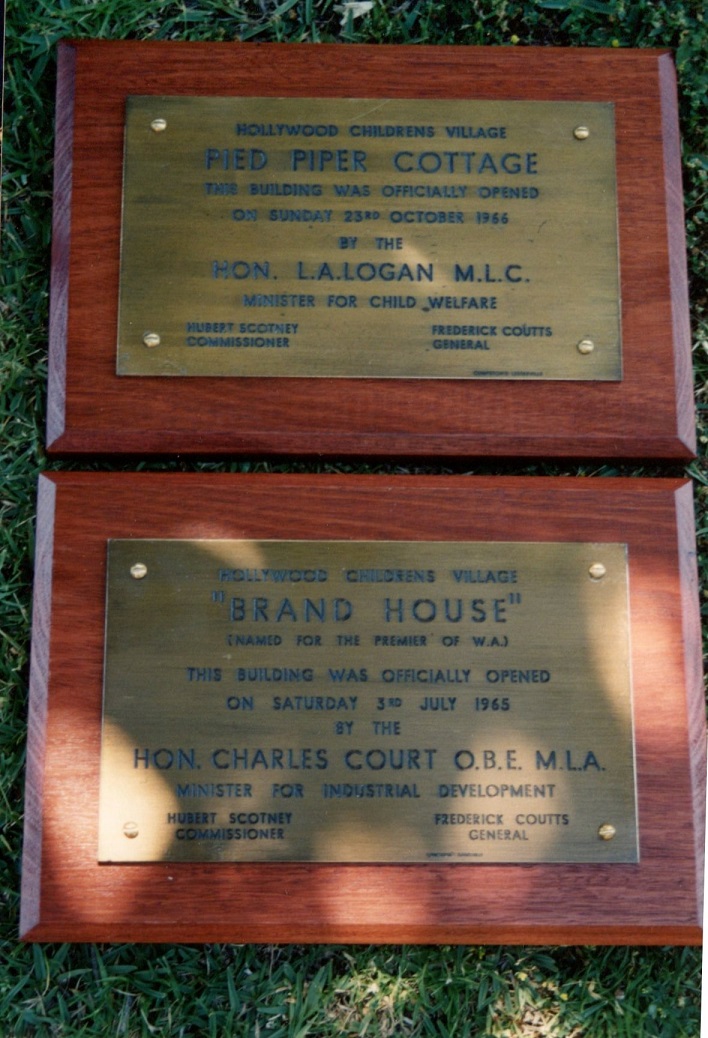 HOLLYWOOD CHILDRENS VILLAGE
PIED PIPER COTTAGE
THIS BUILDING WAS OFFICIALLY OPENED
ON SUNDAY 23RD OCTOBER 1966
BY THE
HON. L.A.LOGAN M.L.C.
MINISTER FOR CHILD WELFARE
HUBERT SCOTNEY FREDERICK COUTTS
COMMISSIONER GENERAL
HOLLYWOOD CHILDRENS VILLAGE
"BRAND HOUSE"
(NAMED FOR THE PREMIER OF W.A.)
THIS BUILDING WAS OFFICIALLY OPENED
ON SATURDAY 3RD JULY 1965
BY THE
HON. CHARLES COURT O.B.E. M.L.A.
MINISTER FOR INDUSTRIAL DEVELOPMENT
HUBERT SCOTNEY FREDERICK COUTTS
COMMISSIONER GENERAL